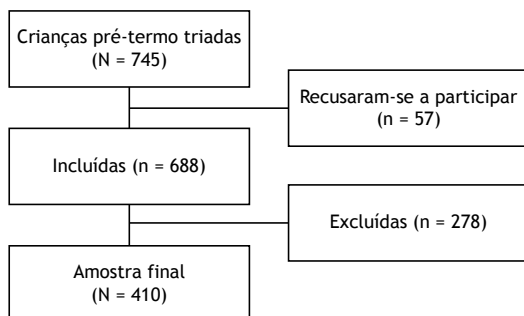 Crianças pré-termo triadas
(N = 745)
Recusaram-se a participar
(n = 57)
Incluídas (n = 688)
Excluídas (n = 278)
Amostra final
(N = 410)